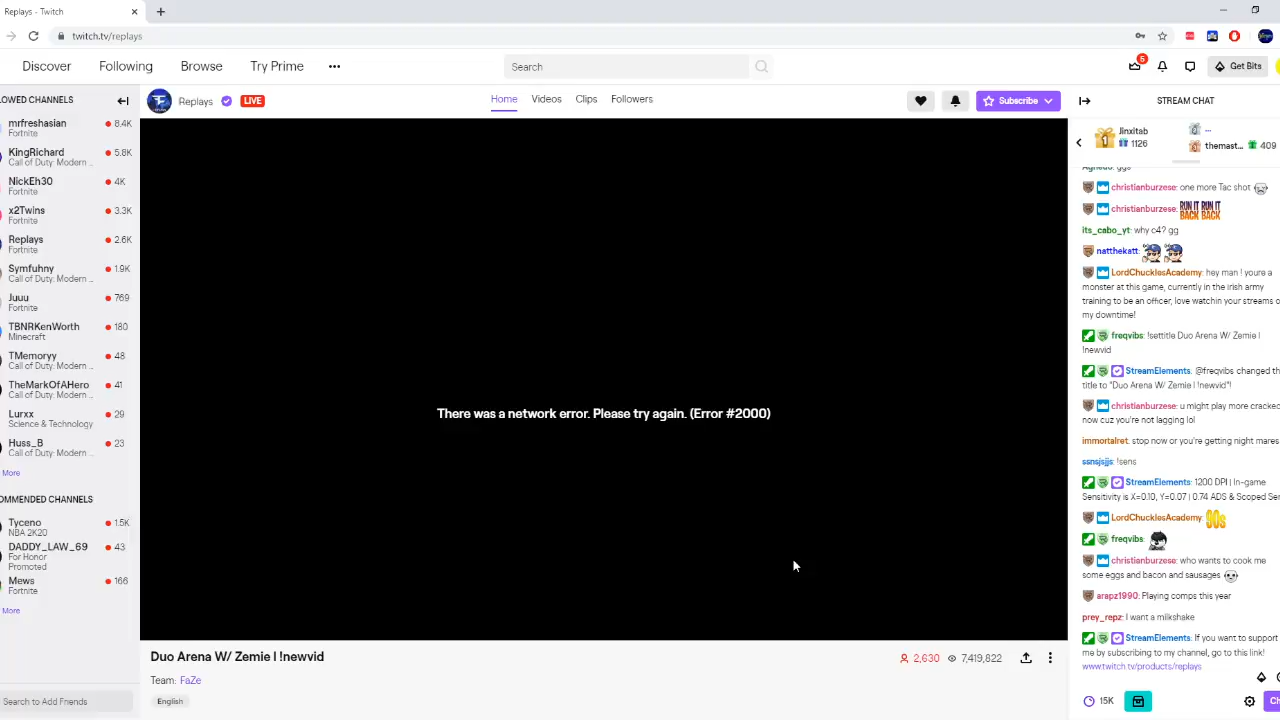 Replays - Twitch
twitch.tv/replays
Discover
Following
Browse
Try Prime
Search
5
Get Bits
LOWED CHANNELS
mrfreshasian
8.4K
Fortnite
KingRichard
5.8K
Call of Duty: Modern ...
NickEh30
4K
Fortnite
x2Twins
3.3K
Fortnite
Replays
2.6K
Fortnite
Symfuhny
1.9K
Call of Duty: Modern ...
Juuu
769
Fortnite
TBNRKenWorth
180
Minecraft
TMemoryy
48
Call of Duty: Modern ...
TheMarkOfAHero
41
Call of Duty: Modern ...
Lurxx
29
Science & Technology
Huss_B
23
Call of Duty: Modern ...
More
OMMENDED CHANNELS
Tyceno
1.5K
NBA 2K20
DADDY_LAW_69
43
For Honor
Promoted
Mews
166
Fortnite
More
Search to Add Friends
Replays
LIVE
Home
Videos
Clips
Followers
Subscribe
There was a network error. Please try again. (Error #2000)
Duo Arena W/ Zemie l !newvid
2,630
7,419,822
Team: FaZe
English
STREAM CHAT
1
Jinxitab
1126
...
themast...
409
christianburzese: one more Tac shot
christianburzese: RUN IT BACK RUN IT BACK
its_cabo_yt: why c4? gg
natthekatt:
LordChucklesAcademy: hey man ! youre a
monster at this game, currently in the irish army
training to be an officer, love watchin your streams o
my downtime!
freqvibs: !settitle Duo Arena W/ Zemie l
!newvid
StreamElements: @freqvibs changed th
title to "Duo Arena W/ Zemie l !newvid"!
christianburzese: u might play more cracked
now cuz you're not lagging lol
immortalret: stop now or you're getting night mares
ssnsjsjjs: !sens
StreamElements: 1200 DPI | In-game
Sensitivity is X=0.10, Y=0.07 | 0.74 ADS & Scoped Se
LordChucklesAcademy: 90s
freqvibs:
christianburzese: who wants to cook me
some eggs and bacon and sausages
arapz1990: Playing comps this year
prey_repz: I want a milkshake
StreamElements: If you want to support
me by subscribing to my channel, go to this link!
www.twitch.tv/products/replays
15K
Ch